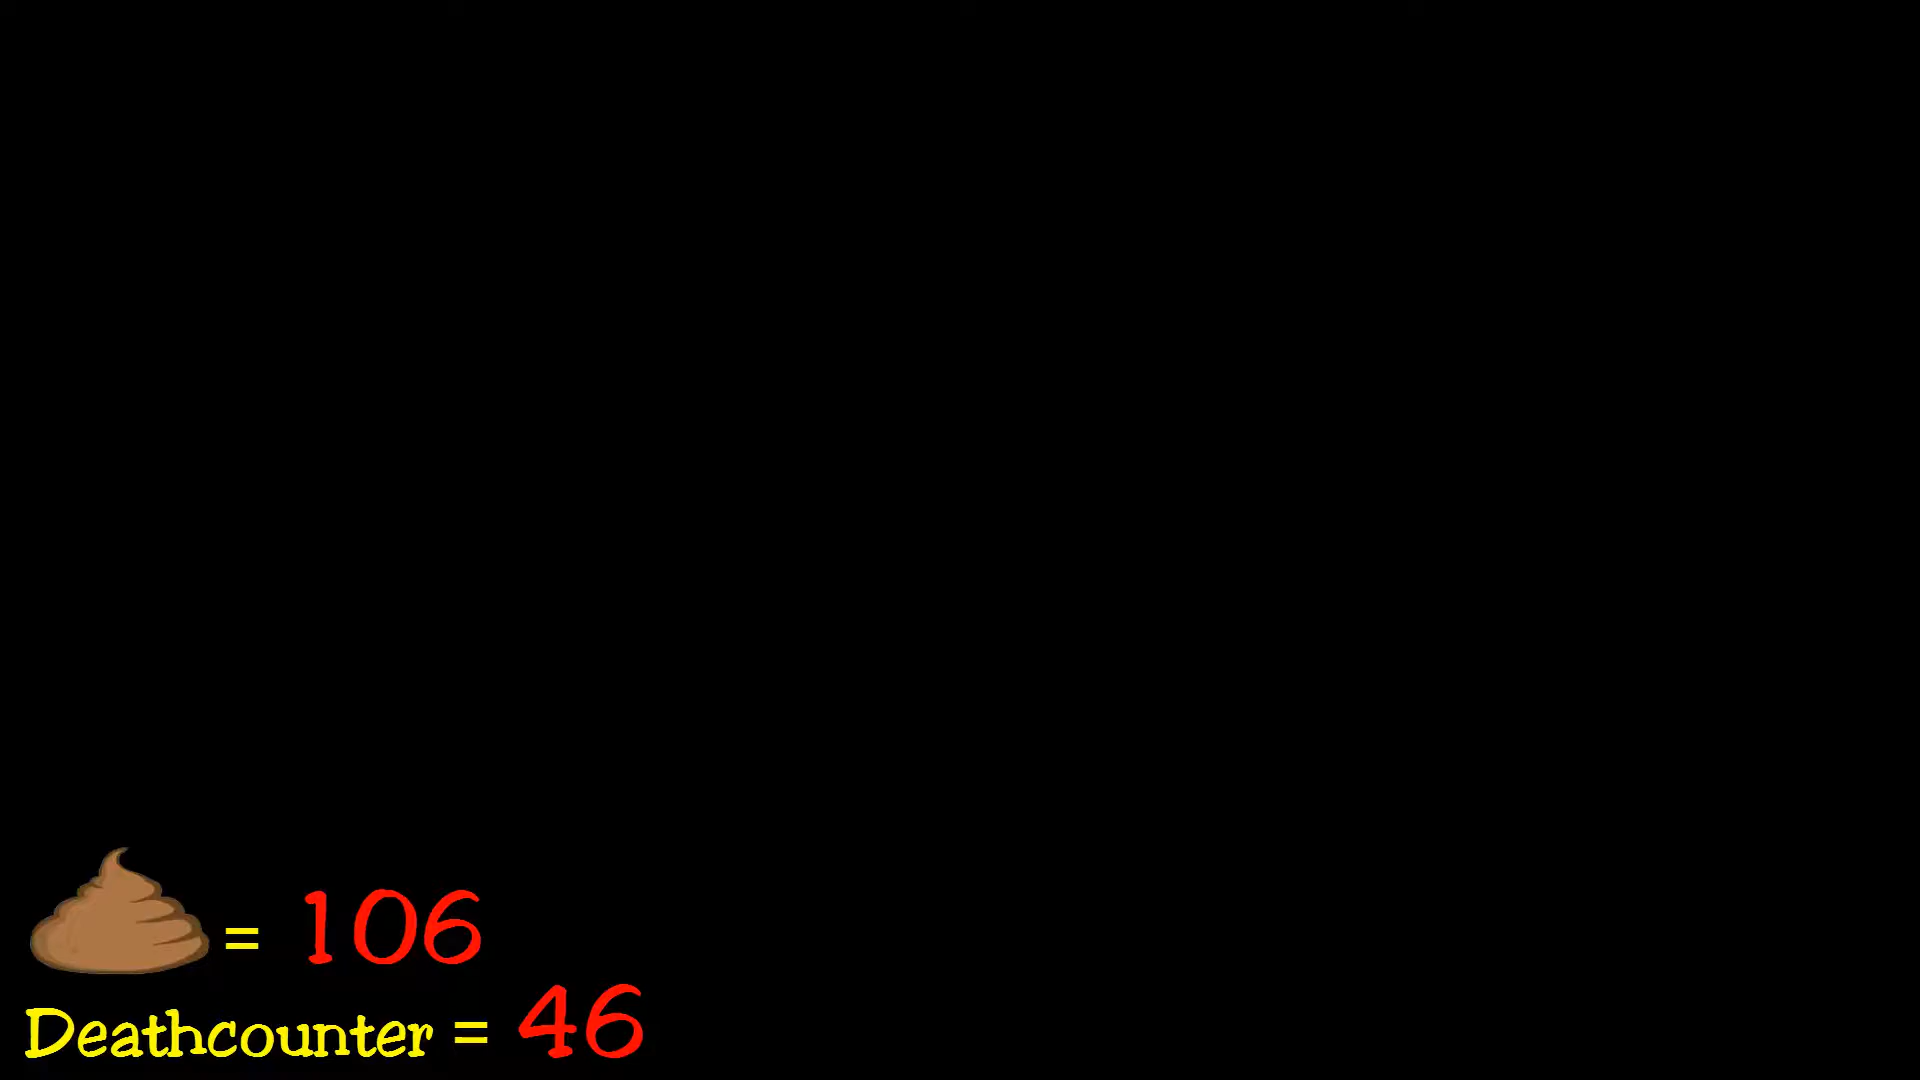 = 106
Deathcounter = 46